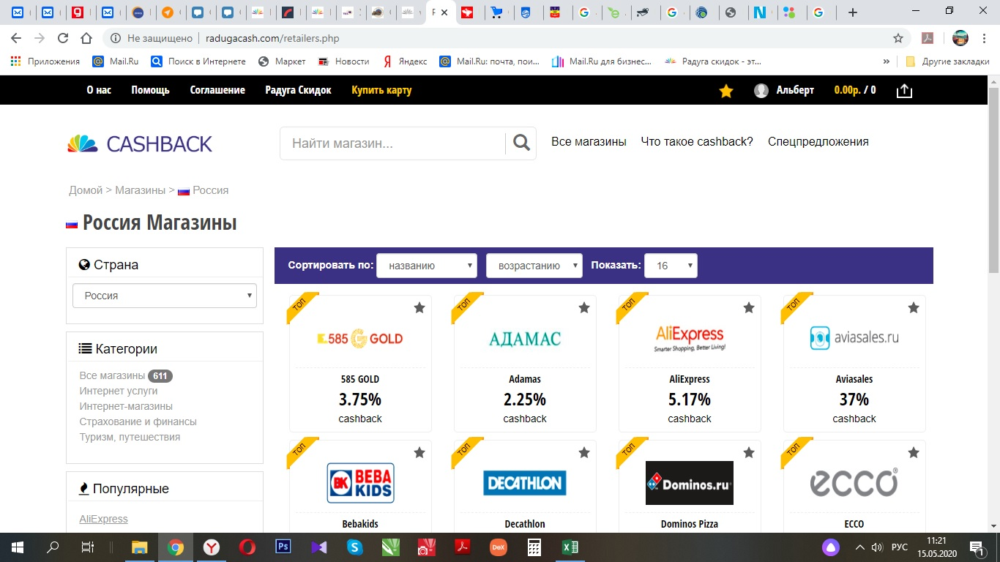 Не защищено | radugacash.com/retailers.php
Приложения Mail.Ru Поиск в Интернете Маркет Новости Яндекс Mail.Ru: почта, пои... Mail.Ru для бизнес... Радуга скидок - эт... » Другие закладки
О нас Помощь Соглашение Радуга Скидок Купить карту Альберт 0.00р. / 0
CASHBACK Найти магазин... Все магазины Что такое cashback? Спецпредложения
Домой > Магазины > Россия
Россия Магазины
Страна
Россия
Категории
Все магазины 611
Интернет услуги
Интернет-магазины
Страхование и финансы
Туризм, путешествия
Популярные
AliExpress
Сортировать по: названию возрастанию Показать: 16
ТОП ТОП ТОП ТОП
585 GOLD АДАМАС AliExpress aviasales.ru
Smarter Shopping, Better Living!
585 GOLD Adamas AliExpress Aviasales
3.75% 2.25% 5.17% 37%
cashback cashback cashback cashback
ТОП ТОП ТОП ТОП
BK BEBA KIDS DECATHLON Dominos.ru ecco®
Bebakids Decathlon Dominos Pizza ECCO
Ps DeX РУС 11:21
15.05.2020 1